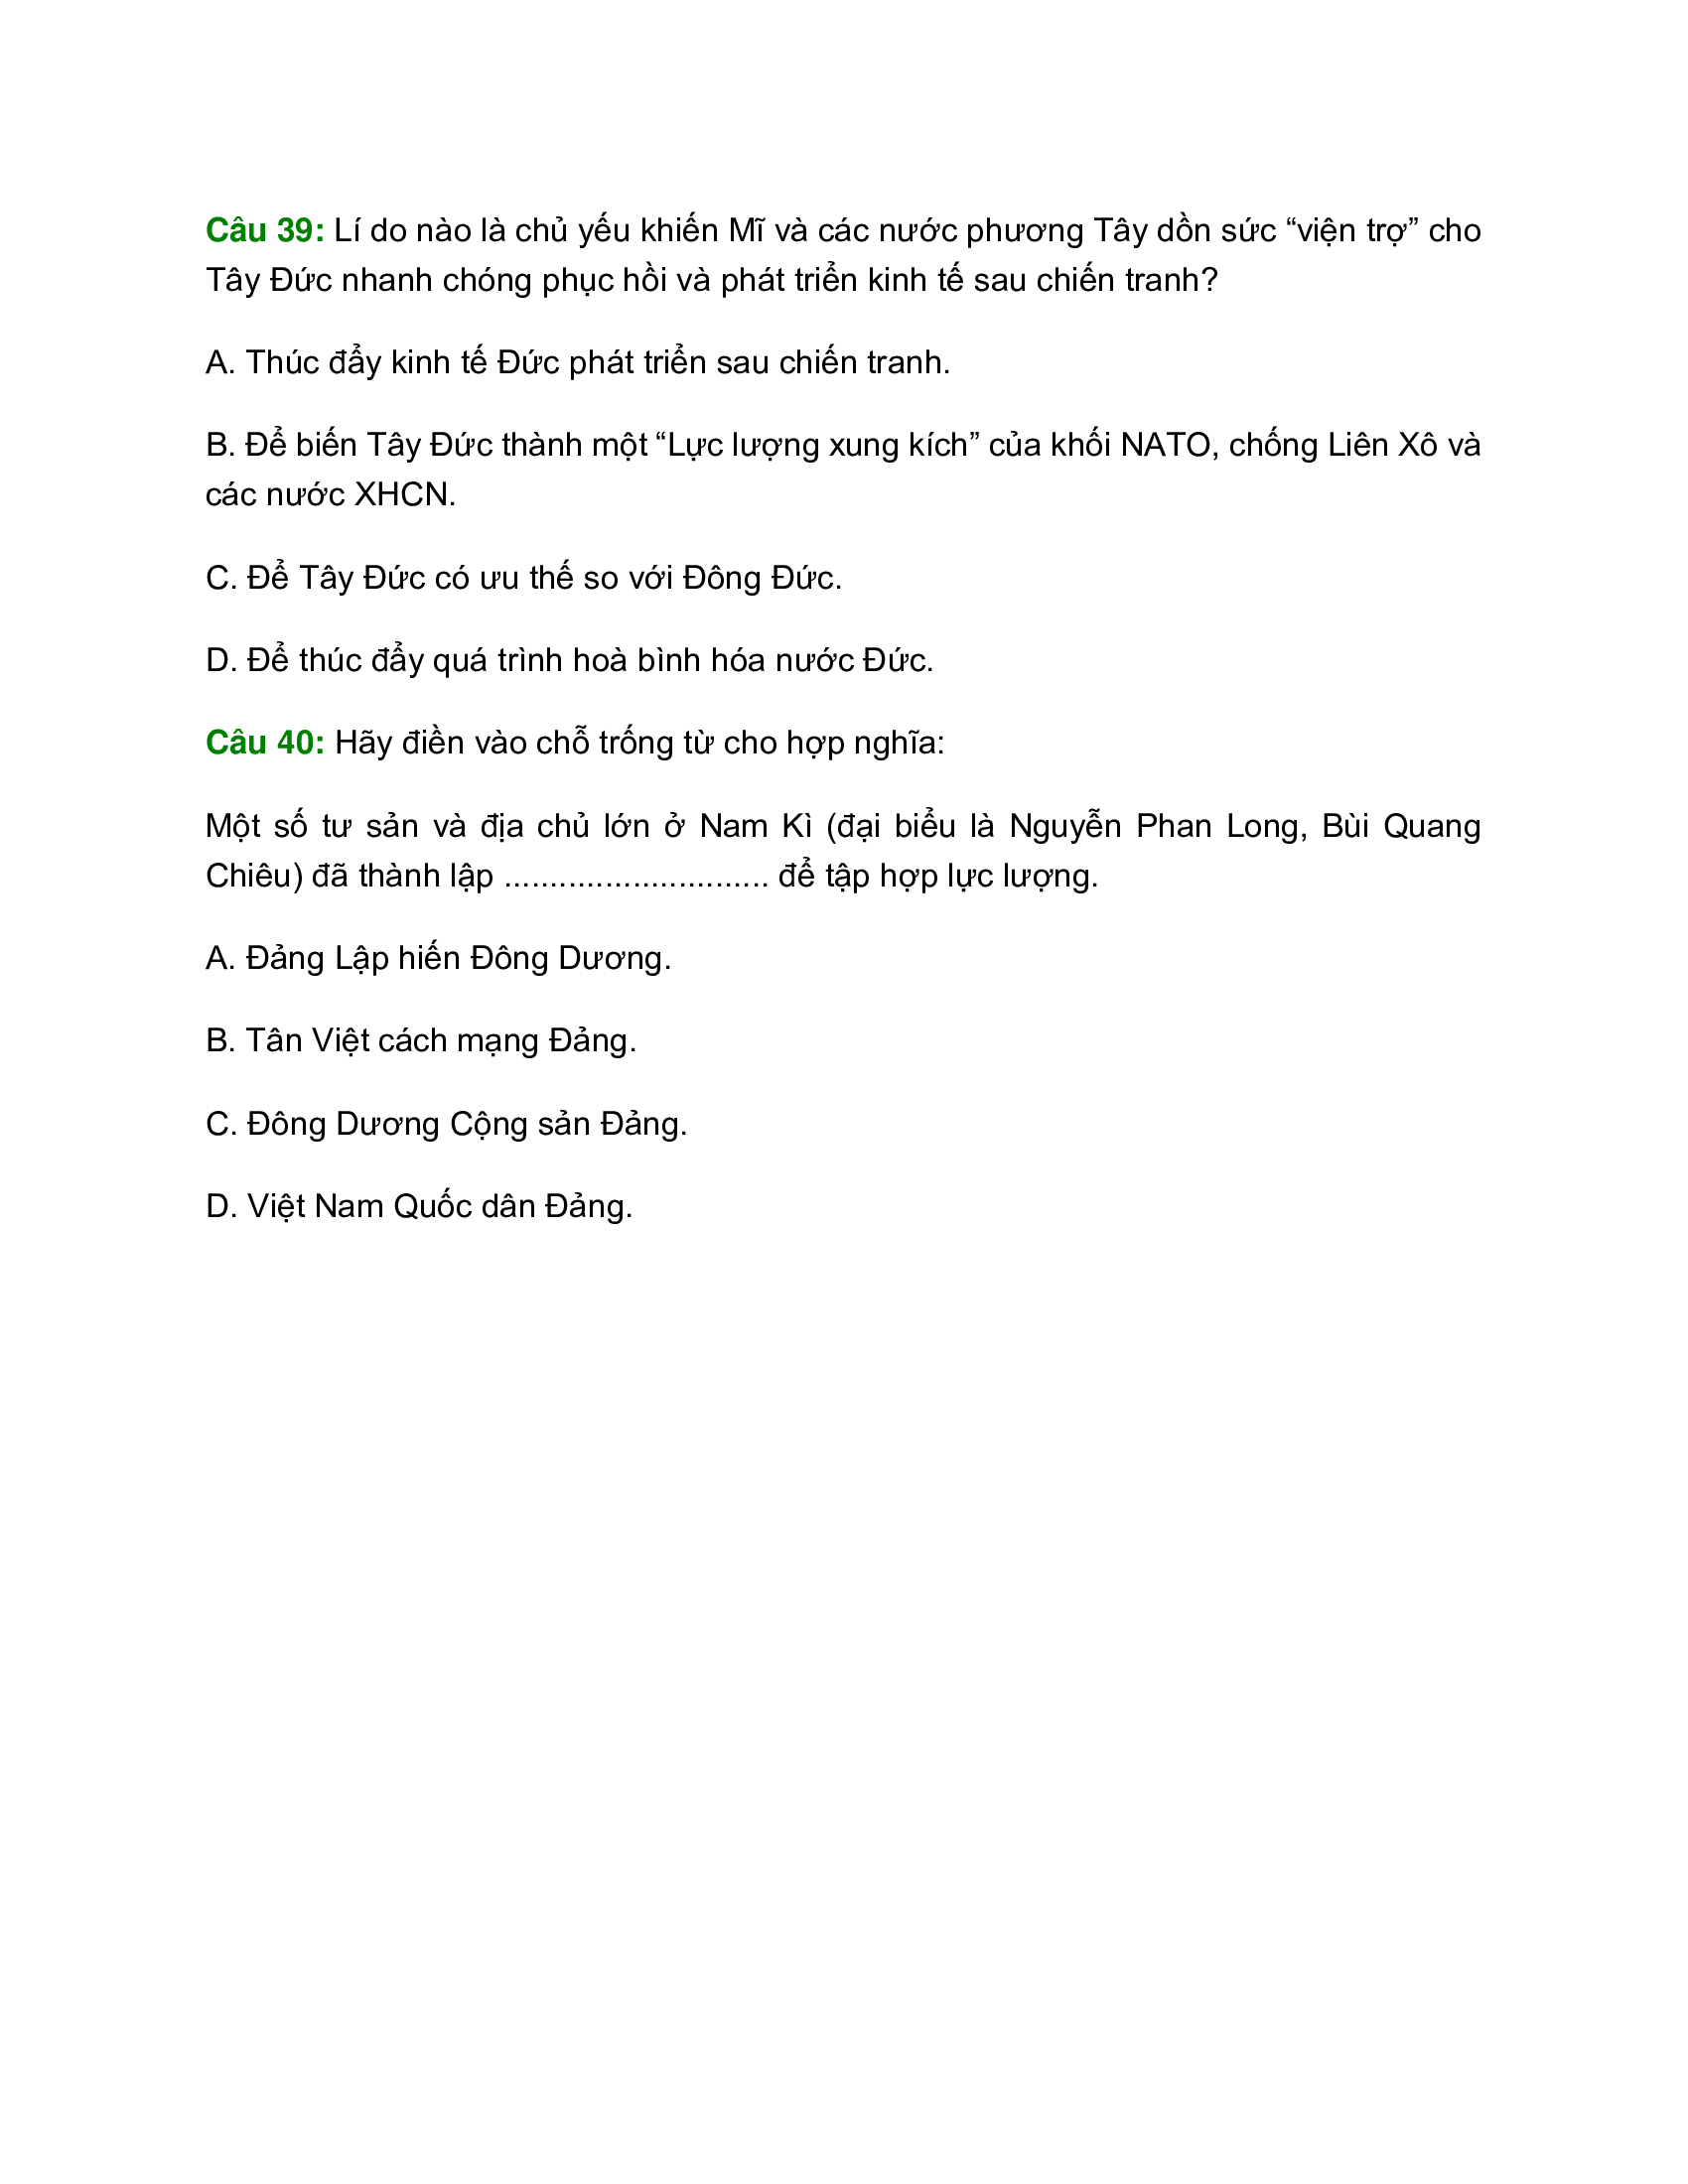 Câu 39: Lí do nào là chủ yếu khiến Mĩ và các nước phương Tây dồn sức “viện trợ” cho
Tây Đức nhanh chóng phục hồi và phát triển kinh tế sau chiến tranh?
A. Thúc đẩy kinh tế Đức phát triển sau chiến tranh.
B. Để biến Tây Đức thành một “Lực lượng xung kích” của khối NATO, chống Liên Xô và
các nước XHCN.
C. Để Tây Đức có ưu thế so với Đông Đức.
D. Để thúc đẩy quá trình hoà bình hóa nước Đức.
Câu 40: Hãy điền vào chỗ trống từ cho hợp nghĩa:
Một số tư sản và địa chủ lớn ở Nam Kì (đại biểu là Nguyễn Phan Long, Bùi Quang
Chiêu) đã thành lập ............................. để tập hợp lực lượng.
A. Đảng Lập hiến Đông Dương.
B. Tân Việt cách mạng Đảng.
C. Đông Dương Cộng sản Đảng.
D. Việt Nam Quốc dân Đảng.